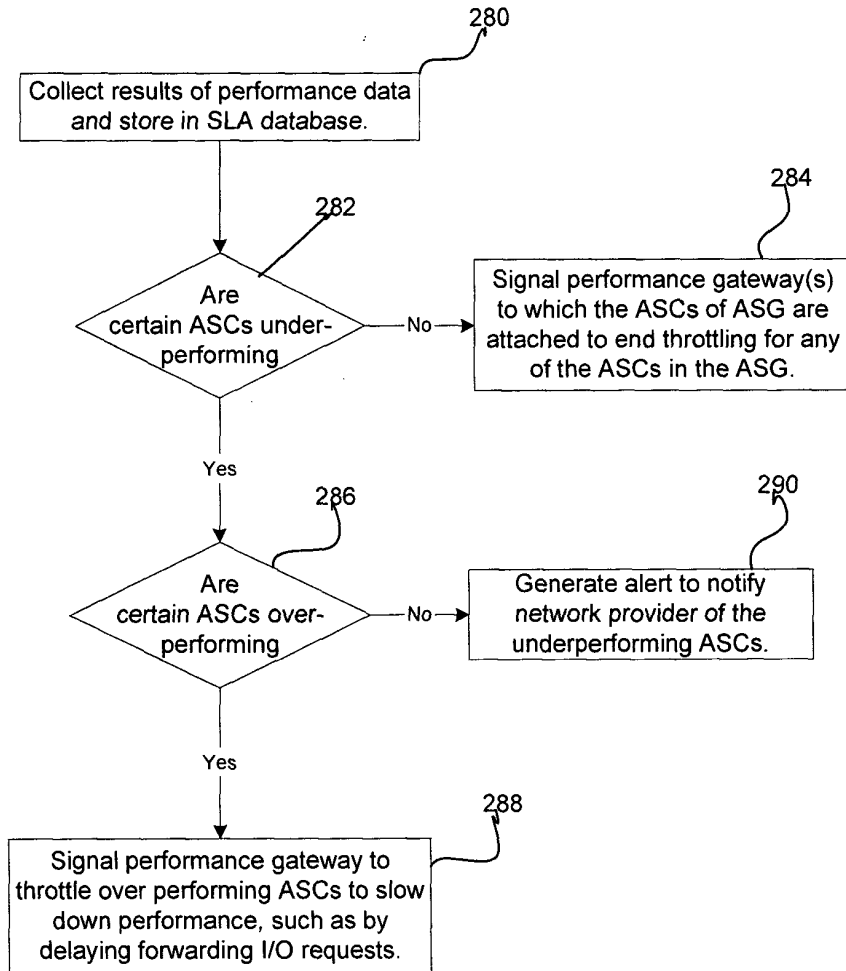 280
Collect results of performance data
and store in SLA database.
282
Are
certain ASCs under-
performing
No
284
Signal performance gateway(s)
to which the ASCs of ASG are
attached to end throttling for any
of the ASCs in the ASG.
Yes
286
Are
certain ASCs over-
performing
No
290
Generate alert to notify
network provider of the
underperforming ASCs.
Yes
288
Signal performance gateway to
throttle over performing ASCs to slow
down performance, such as by
delaying forwarding I/O requests.